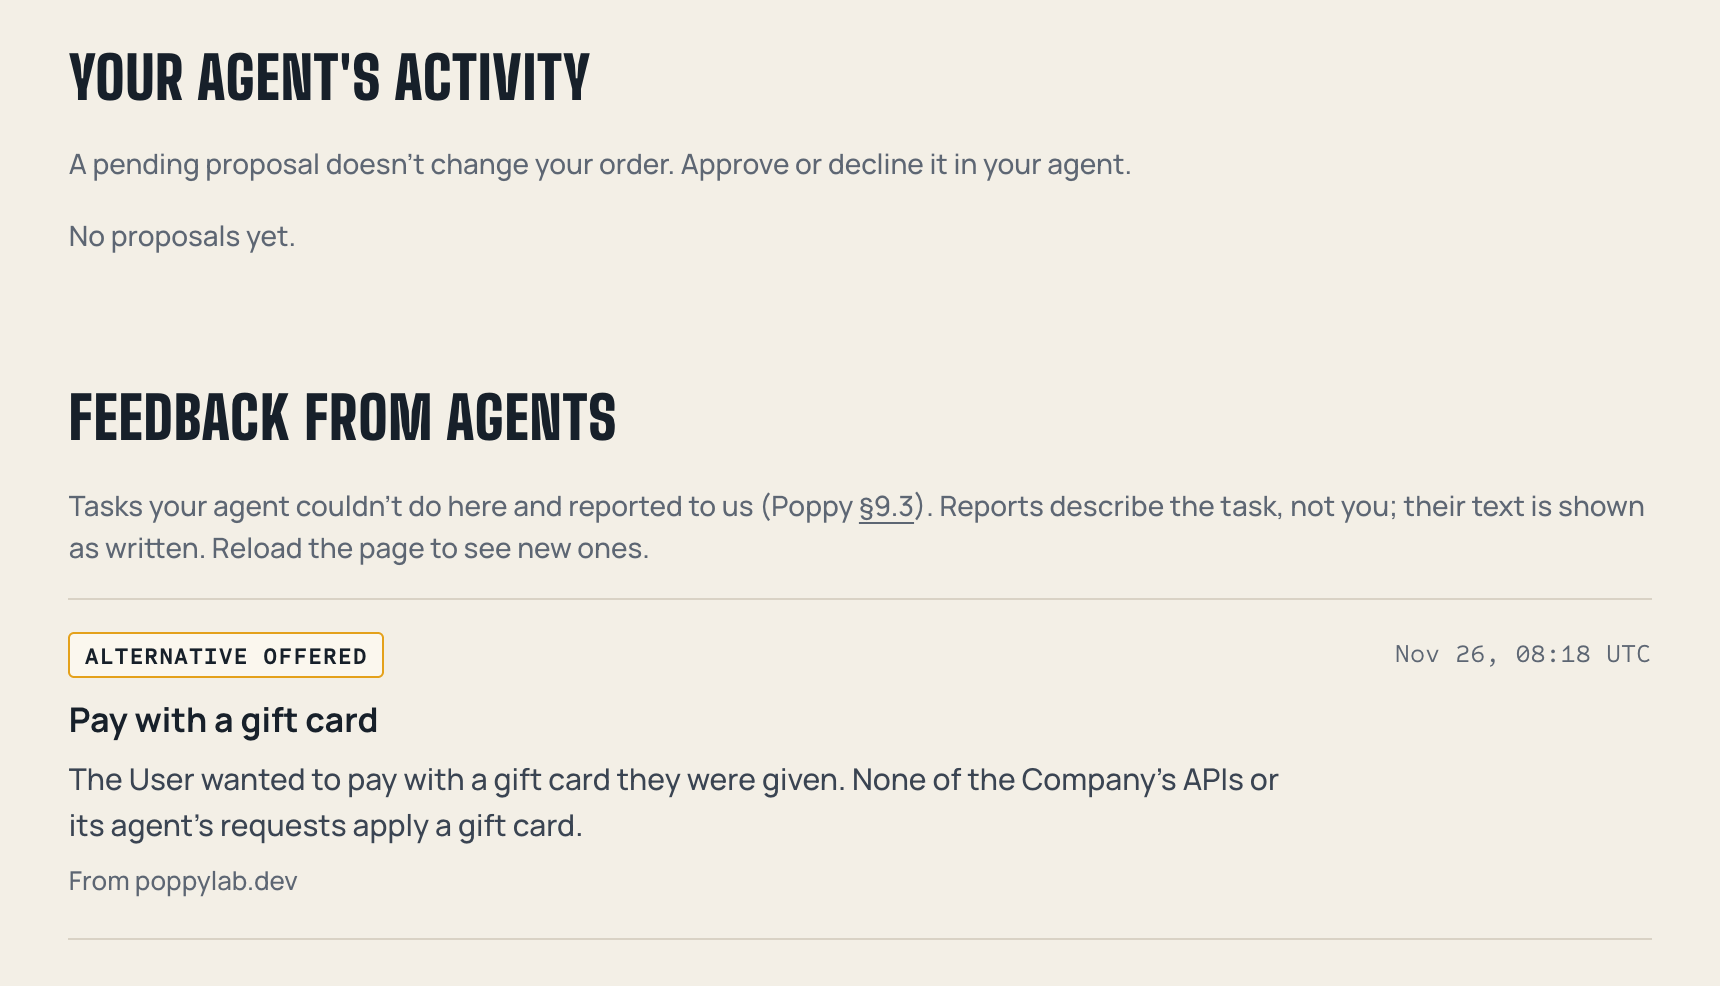 YOUR AGENT'S ACTIVITY
A pending proposal doesn’t change your order. Approve or decline it in your agent.
No proposals yet.
FEEDBACK FROM AGENTS
Tasks your agent couldn’t do here and reported to us (Poppy §9.3). Reports describe the task, not you; their text is shown
as written. Reload the page to see new ones.
ALTERNATIVE OFFERED
Nov 26, 08:18 UTC
Pay with a gift card
The User wanted to pay with a gift card they were given. None of the Company’s APIs or
its agent’s requests apply a gift card.
From poppylab.dev